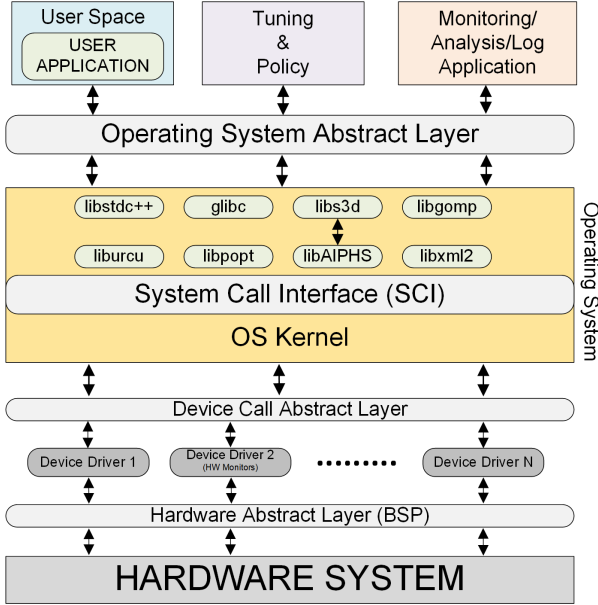 User Space
USER
APPLICATION
Tuning
&
Policy
Monitoring/
Analysis/Log
Application
Operating System Abstract Layer
libstdc++ glibc libs3d libgomp
liburcu libpopt libAIPHS libxml2
System Call Interface (SCI)
OS Kernel
Operating System
Device Call Abstract Layer
Device Driver 1
Device Driver 2
(HW Monitors)
Device Driver N
Hardware Abstract Layer (BSP)
HARDWARE SYSTEM